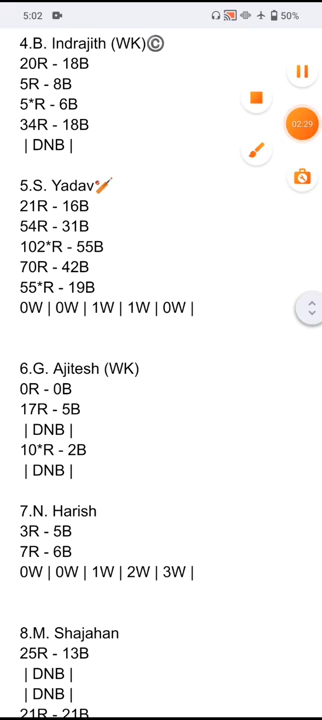 5:02
50%
4.B. Indrajith (WK)©
20R - 18B
5R - 8B
5*R - 6B
34R - 18B
| DNB |
02:29
5.S. Yadav🏏
21R - 16B
54R - 31B
102*R - 55B
70R - 42B
55*R - 19B
0W | 0W | 1W | 1W | 0W |
6.G. Ajitesh (WK)
0R - 0B
17R - 5B
| DNB |
10*R - 2B
| DNB |
7.N. Harish
3R - 5B
7R - 6B
0W | 0W | 1W | 2W | 3W |
8.M. Shajahan
25R - 13B
| DNB |
| DNB |
21R - 21B